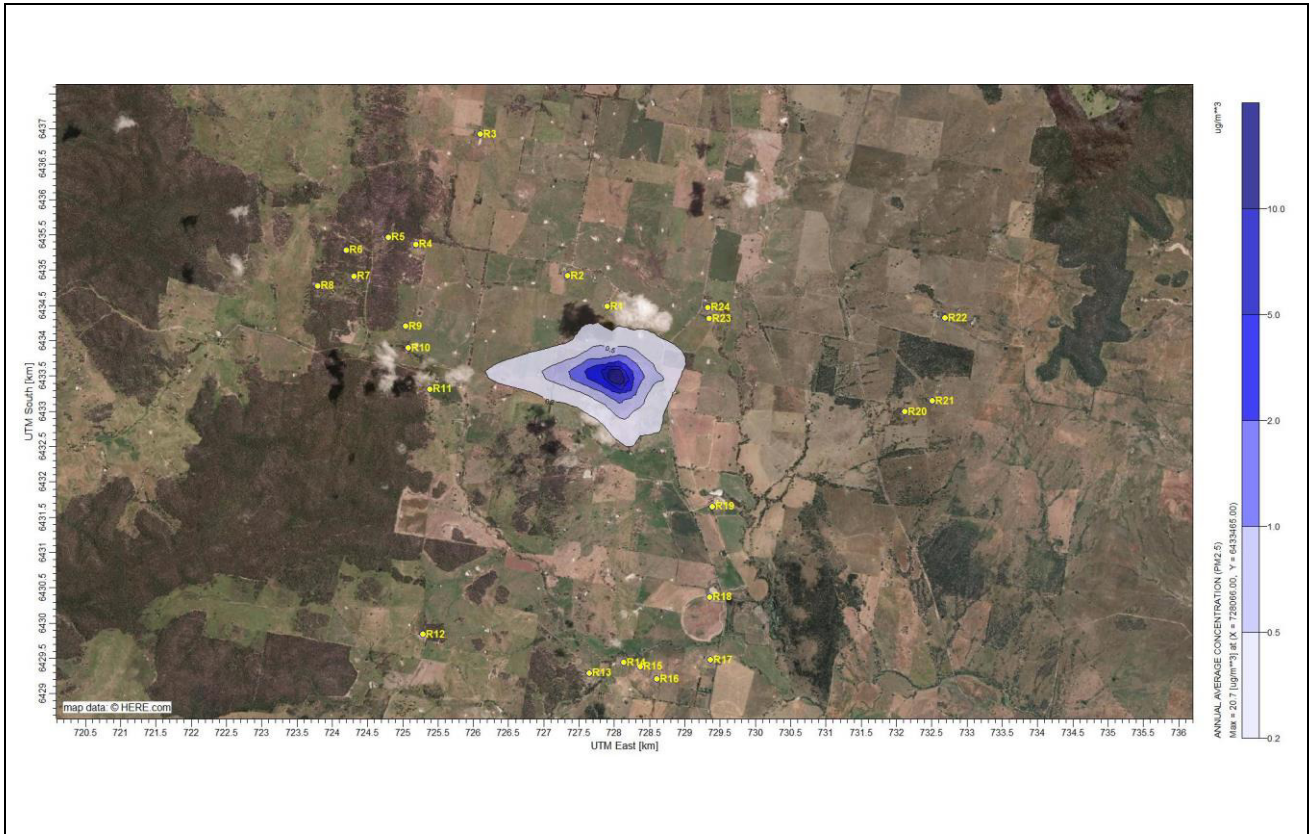 R3
R5
R4
R6
R7
R8
R2
R1
R24
R23
R22
R9
R10
R11
0.5
R21
R20
R19
R18
R12
R14
R15
R17
R13
R16
map data: © HERE.com
6437
6436.5
6436
6435.5
6435
6434.5
6434
6433.5
6433
6432.5
6432
6431.5
6431
6430.5
6430
6429.5
6429
UTM South [km]
720.5 721 721.5 722 722.5 723 723.5 724 724.5 725 725.5 726 726.5 727 727.5 728 728.5 729 729.5 730 730.5 731 731.5 732 732.5 733 733.5 734 734.5 735 735.5 736
UTM East [km]
ug/m**3
10.0
5.0
2.0
1.0
0.5
0.2
ANNUAL AVERAGE CONCENTRATION (PM2.5)
Max = 20.7 [ug/m**3] at (X = 728066.00, Y = 6433465.00)